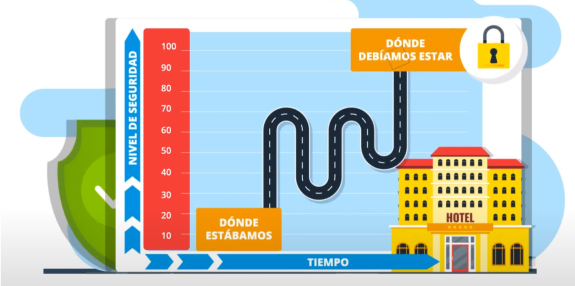 DÓNDE
DEBÍAMOS ESTAR
NIVEL DE SEGURIDAD
100
90
80
70
60
50
40
30
20
10
DÓNDE
ESTÁBAMOS
HOTEL
TIEMPO